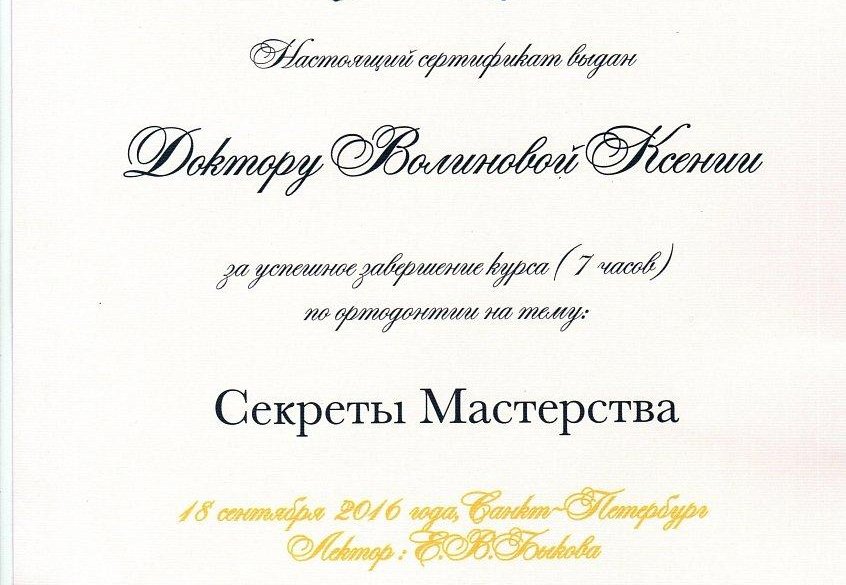 Настоящий сертификат выдан
Доктору Волиновой Ксении
за успешное завершение курса ( 7 часов)
по ортодонтии на тему:
Секреты Мастерства
18 сентября 2016 года, Санкт-Петербург
Лектор : Е.В.Быкова